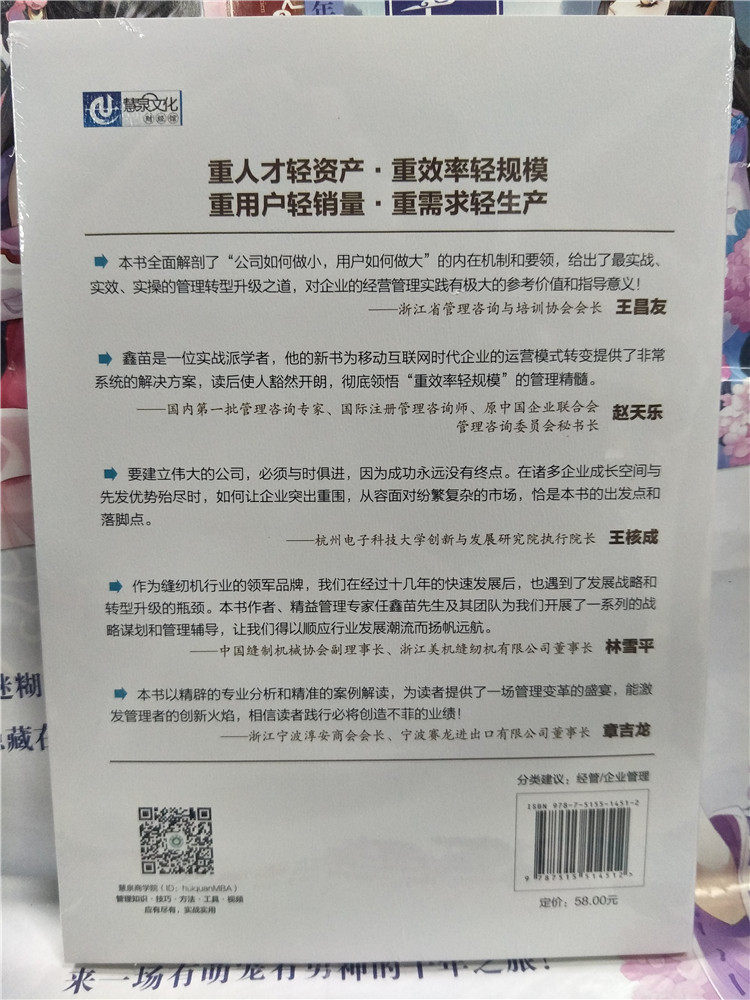 年
慧泉文化
财经馆
重人才轻资产·重效率轻规模
重用户轻销量·重需求轻生产
本书全面解剖了“公司如何做小，用户如何做大”的内在机制和要领，给出了最实战、
实效、实操的管理转型升级之道，对企业的经营管理实践有极大的参考价值和指导意义！
——浙江省管理咨询与培训协会会长 王昌友
鑫苗是一位实战派学者，他的新书为移动互联网时代企业的运营模式转变提供了非常
系统的解决方案，读后使人豁然开朗，彻底领悟“重效率轻规模”的管理精髓。
——国内第一批管理咨询专家、国际注册管理咨询师、原中国企业联合会 赵天乐
管理咨询委员会秘书长
要建立伟大的公司，必须与时俱进，因为成功永远没有终点。在诸多企业成长空间与
先发优势殆尽时，如何让企业突出重围，从容面对纷繁复杂的市场，恰是本书的出发点和
落脚点。
——杭州电子科技大学创新与发展研究院执行院长 王核成
作为缝纫机行业的领军品牌，我们在经过十几年的快速发展后，也遇到了发展战略和
转型升级的瓶颈。本书作者、精益管理专家任鑫苗先生及其团队为我们开展了一系列的战
略谋划和管理辅导，让我们得以顺应行业发展潮流而扬帆远航。
——中国缝制机械协会副理事长、浙江美机缝纫机有限公司董事长 林雪平
本书以精辟的专业分析和精准的案例解读，为读者提供了一场管理变革的盛宴，能激
发管理者的创新火焰，相信读者践行必将创造不菲的业绩！
——浙江宁波淳安商会会长、宁波赛龙进出口有限公司董事长 章吉龙
迷糊
藏在
分类建议：经管/企业管理
ISBN 978-7-5155-1451-2
9 787515 514512
定价：58.00元
慧泉商学院（ID：huiquanMBA）
管理知识·技巧·方法·工具·视频
应有尽有，实战实用
来一场有萌宠有男神的千年之旅！